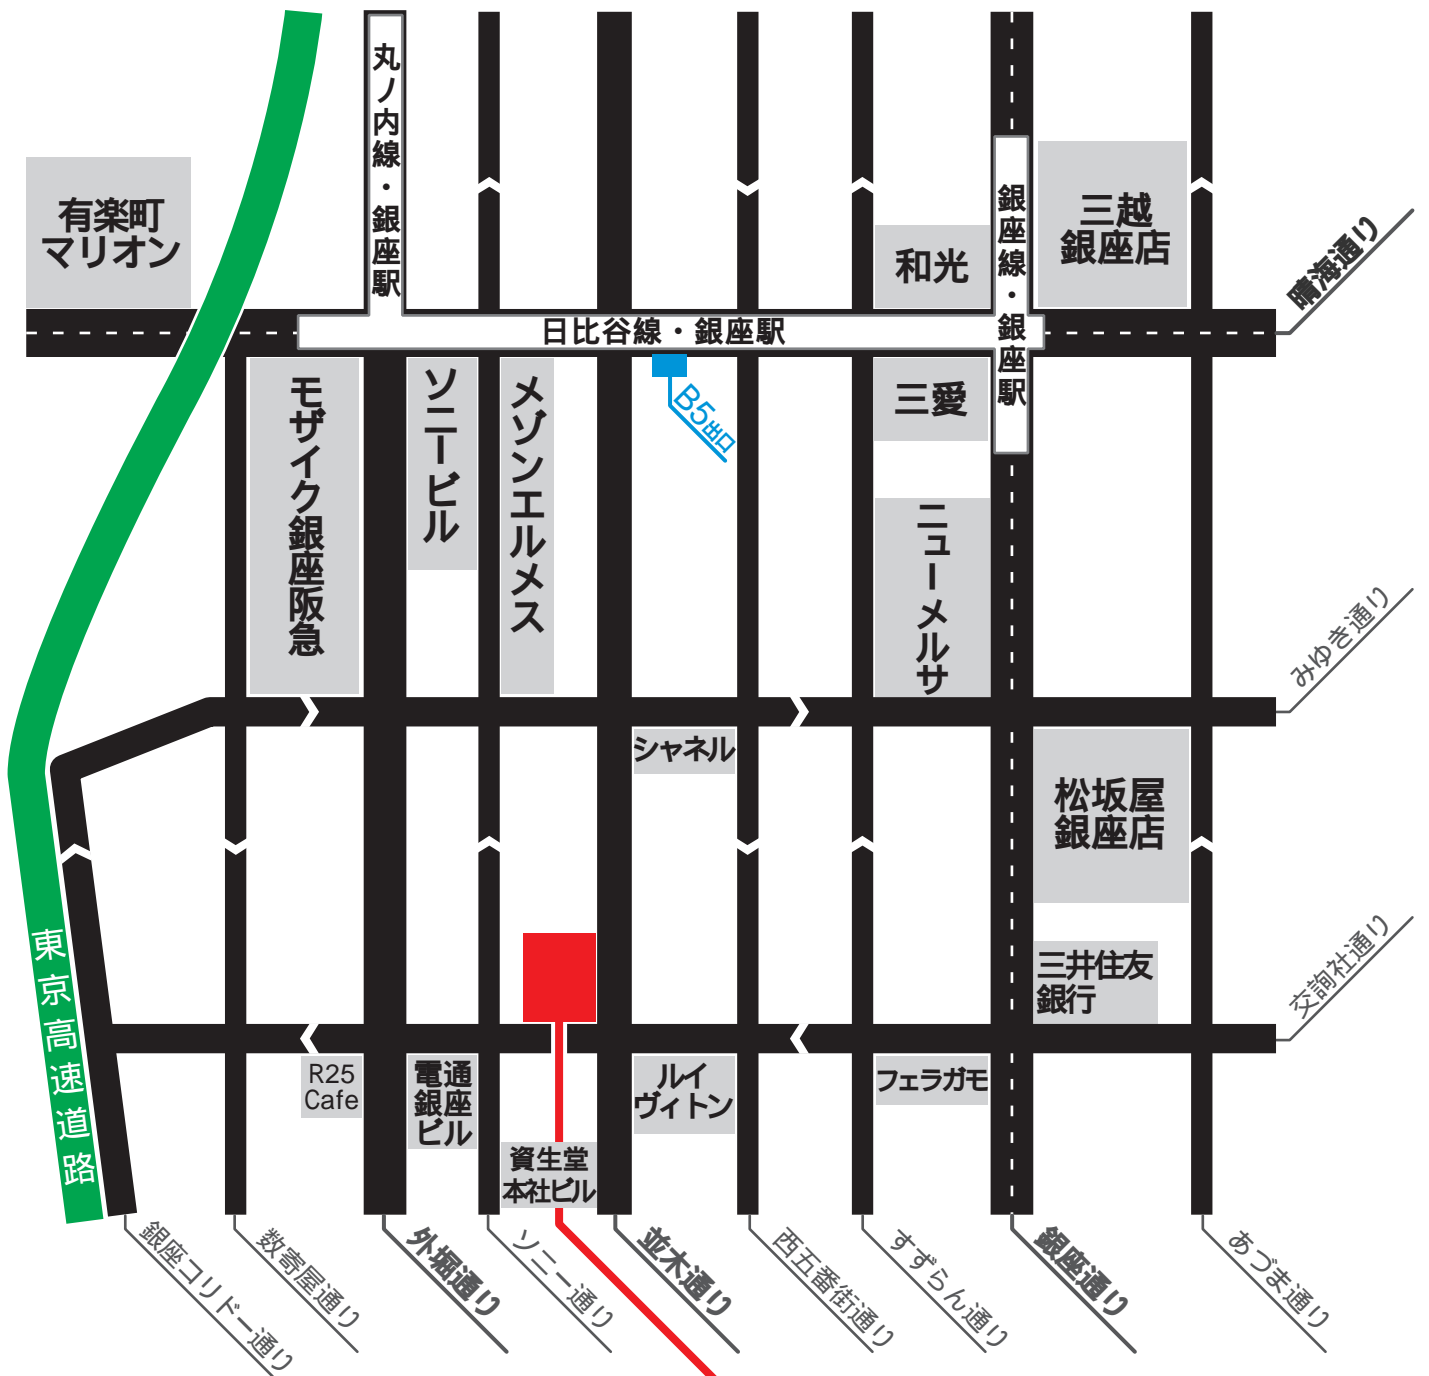 丸ノ内線・銀座駅
有楽町
マリオン
和光
銀座線・銀座駅
三越
銀座店
晴海通り
日比谷線・銀座駅
モザイク銀座阪急
ソニービル
メゾンエルメス
B5出口
三愛
ニューメルサ
みゆき通り
シャネル
松坂屋
銀座店
東京高速道路
三井住友
銀行
交詢社通り
R25
Cafe
電通
銀座
ビル
ルイ
ヴィトン
フェラガモ
資生堂
本社ビル
銀座コリドー通り
数寄屋通り
外堀通り
ソニー通り
並木通り
西五番街通り
すずらん通り
銀座通り
あづま通り